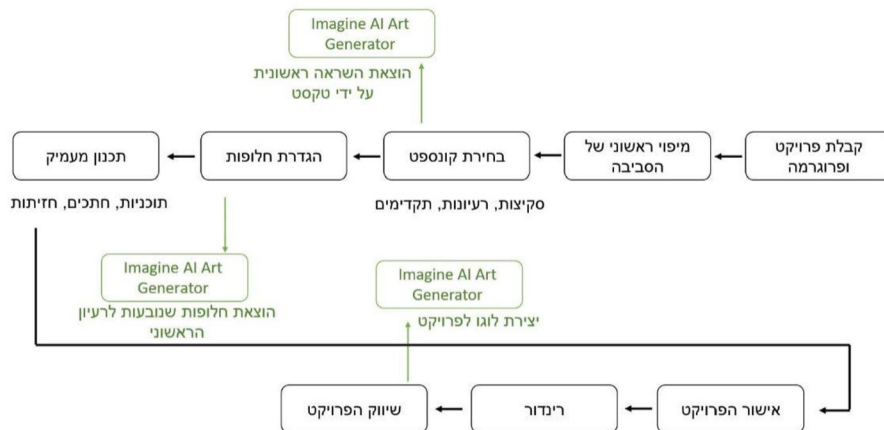 Imagine AI Art
Generator
הוצאת השראה ראשונית
על ידי טקסט
קבלת פרויקט
ופרוגרמה
מיפוי ראשוני של
הסביבה
בחירת קונספט
הגדרת חלופות
תכנון מעמיק
סקיצות, רעיונות, תקדימים
תוכניות, חתכים, חזיתות
Imagine AI Art
Generator
יצירת לוגו לפרויקט
Imagine AI Art
Generator
הוצאת חלופות שנובעות לרעיון
הראשוני
אישור הפרויקט
רינדור
שיווק הפרויקט